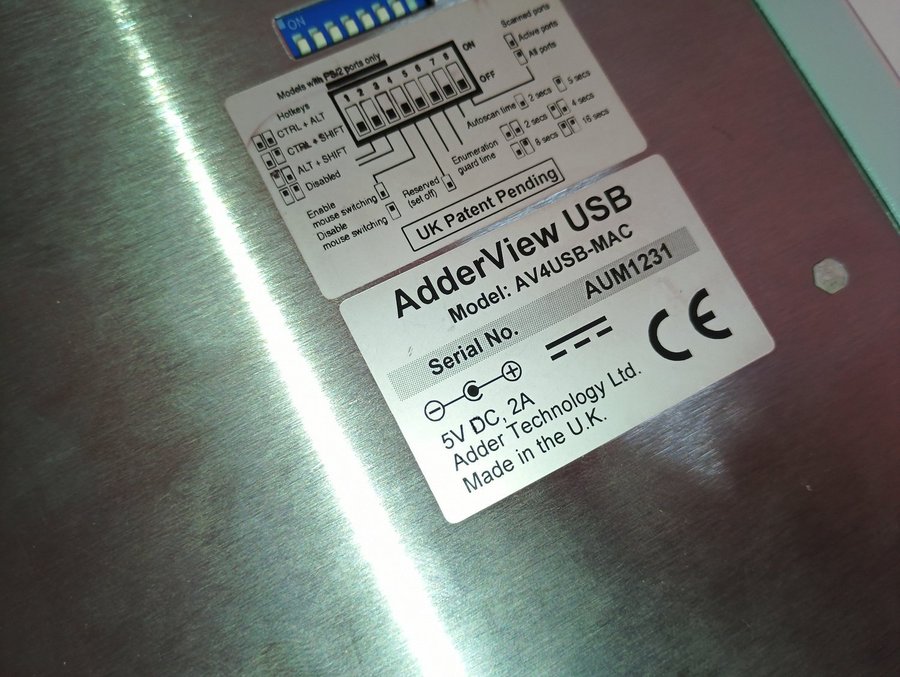 ON
Models with PS/2 ports only
Hotkeys
CTRL + ALT
CTRL + SHIFT
ALT + SHIFT
Disabled
1 2 3 4 5 6 7 8
ON
OFF
Scanned ports
Active ports
All ports
Autoscan time
2 secs
5 secs
Enumeration
guard time
2 secs
4 secs
8 secs
16 secs
Enable
mouse switching
Disable
mouse switching
Reserved
(set off)
UK Patent Pending
AdderView USB
Model: AV4USB-MAC
Serial No. AUM1231
5V DC, 2A
Adder Technology Ltd.
Made in the U.K.
CE